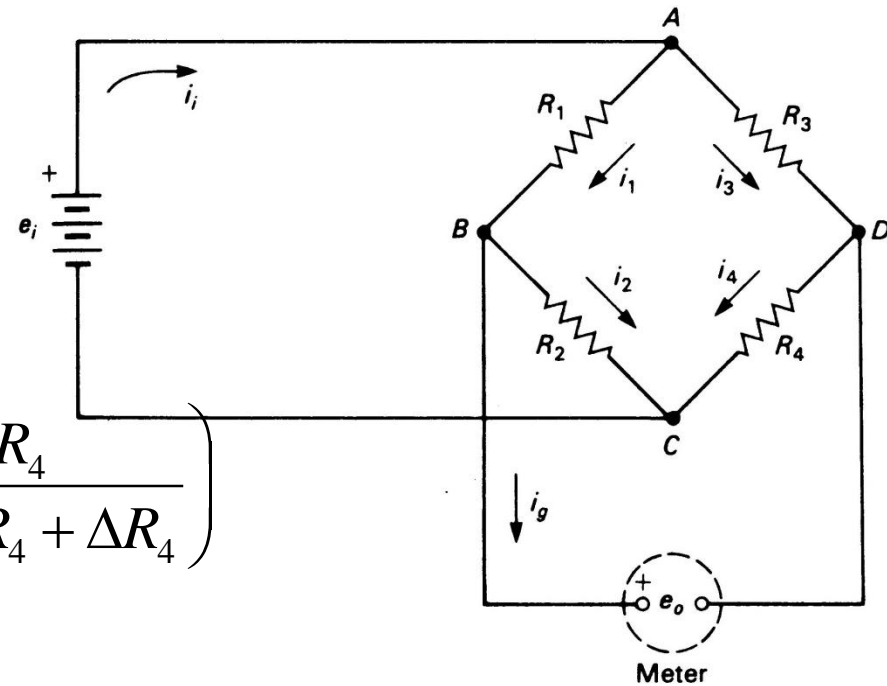 A
i_i
R_1
R_3
+
i_1
i_3
e_i
B
D
i_2
i_4
R_2
R_4
C
R_4
R_4 + ΔR_4 )
i_g
+ e_o
Meter